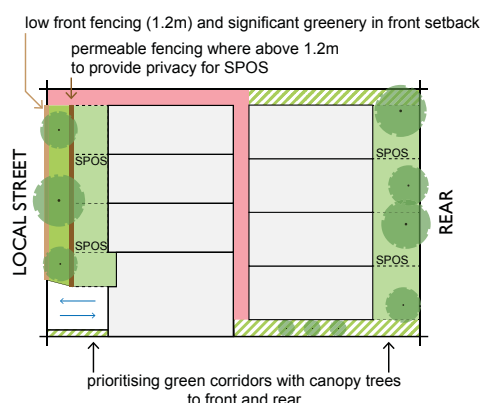 low front fencing (1.2m) and significant greenery in front setback
permeable fencing where above 1.2m
to provide privacy for SPOS
LOCAL STREET
SPOS
SPOS
SPOS
SPOS
REAR
prioritising green corridors with canopy trees
to front and rear